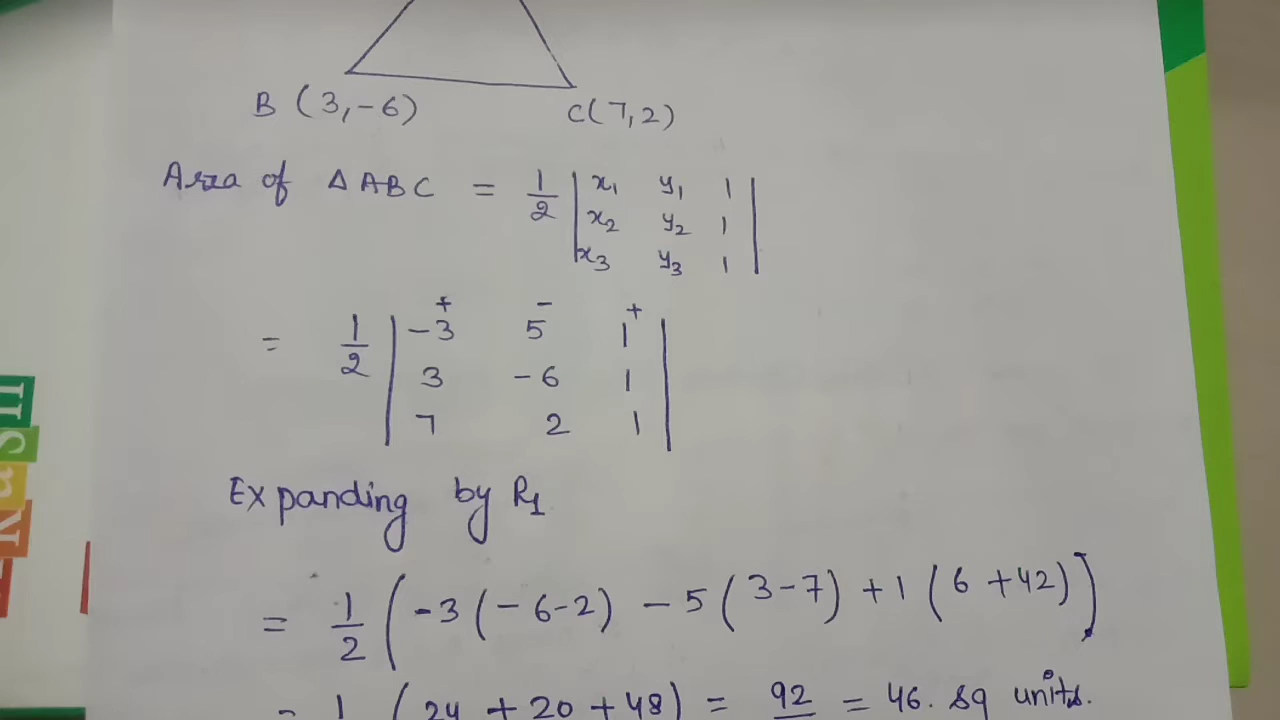 B (3,-6)
C(7,2)
Area of △ABC = 1/2 | x₁ y₁ 1 |
x₂ y₂ 1
x₃ y₃ 1
+ - +
= 1/2 | -3 5 1 |
3 -6 1
7 2 1
Expanding by R₁
= 1/2 (-3(-6-2) - 5(3-7) + 1(6+42))
= 1 (24 + 20 + 48) = 92 = 46. sq units.